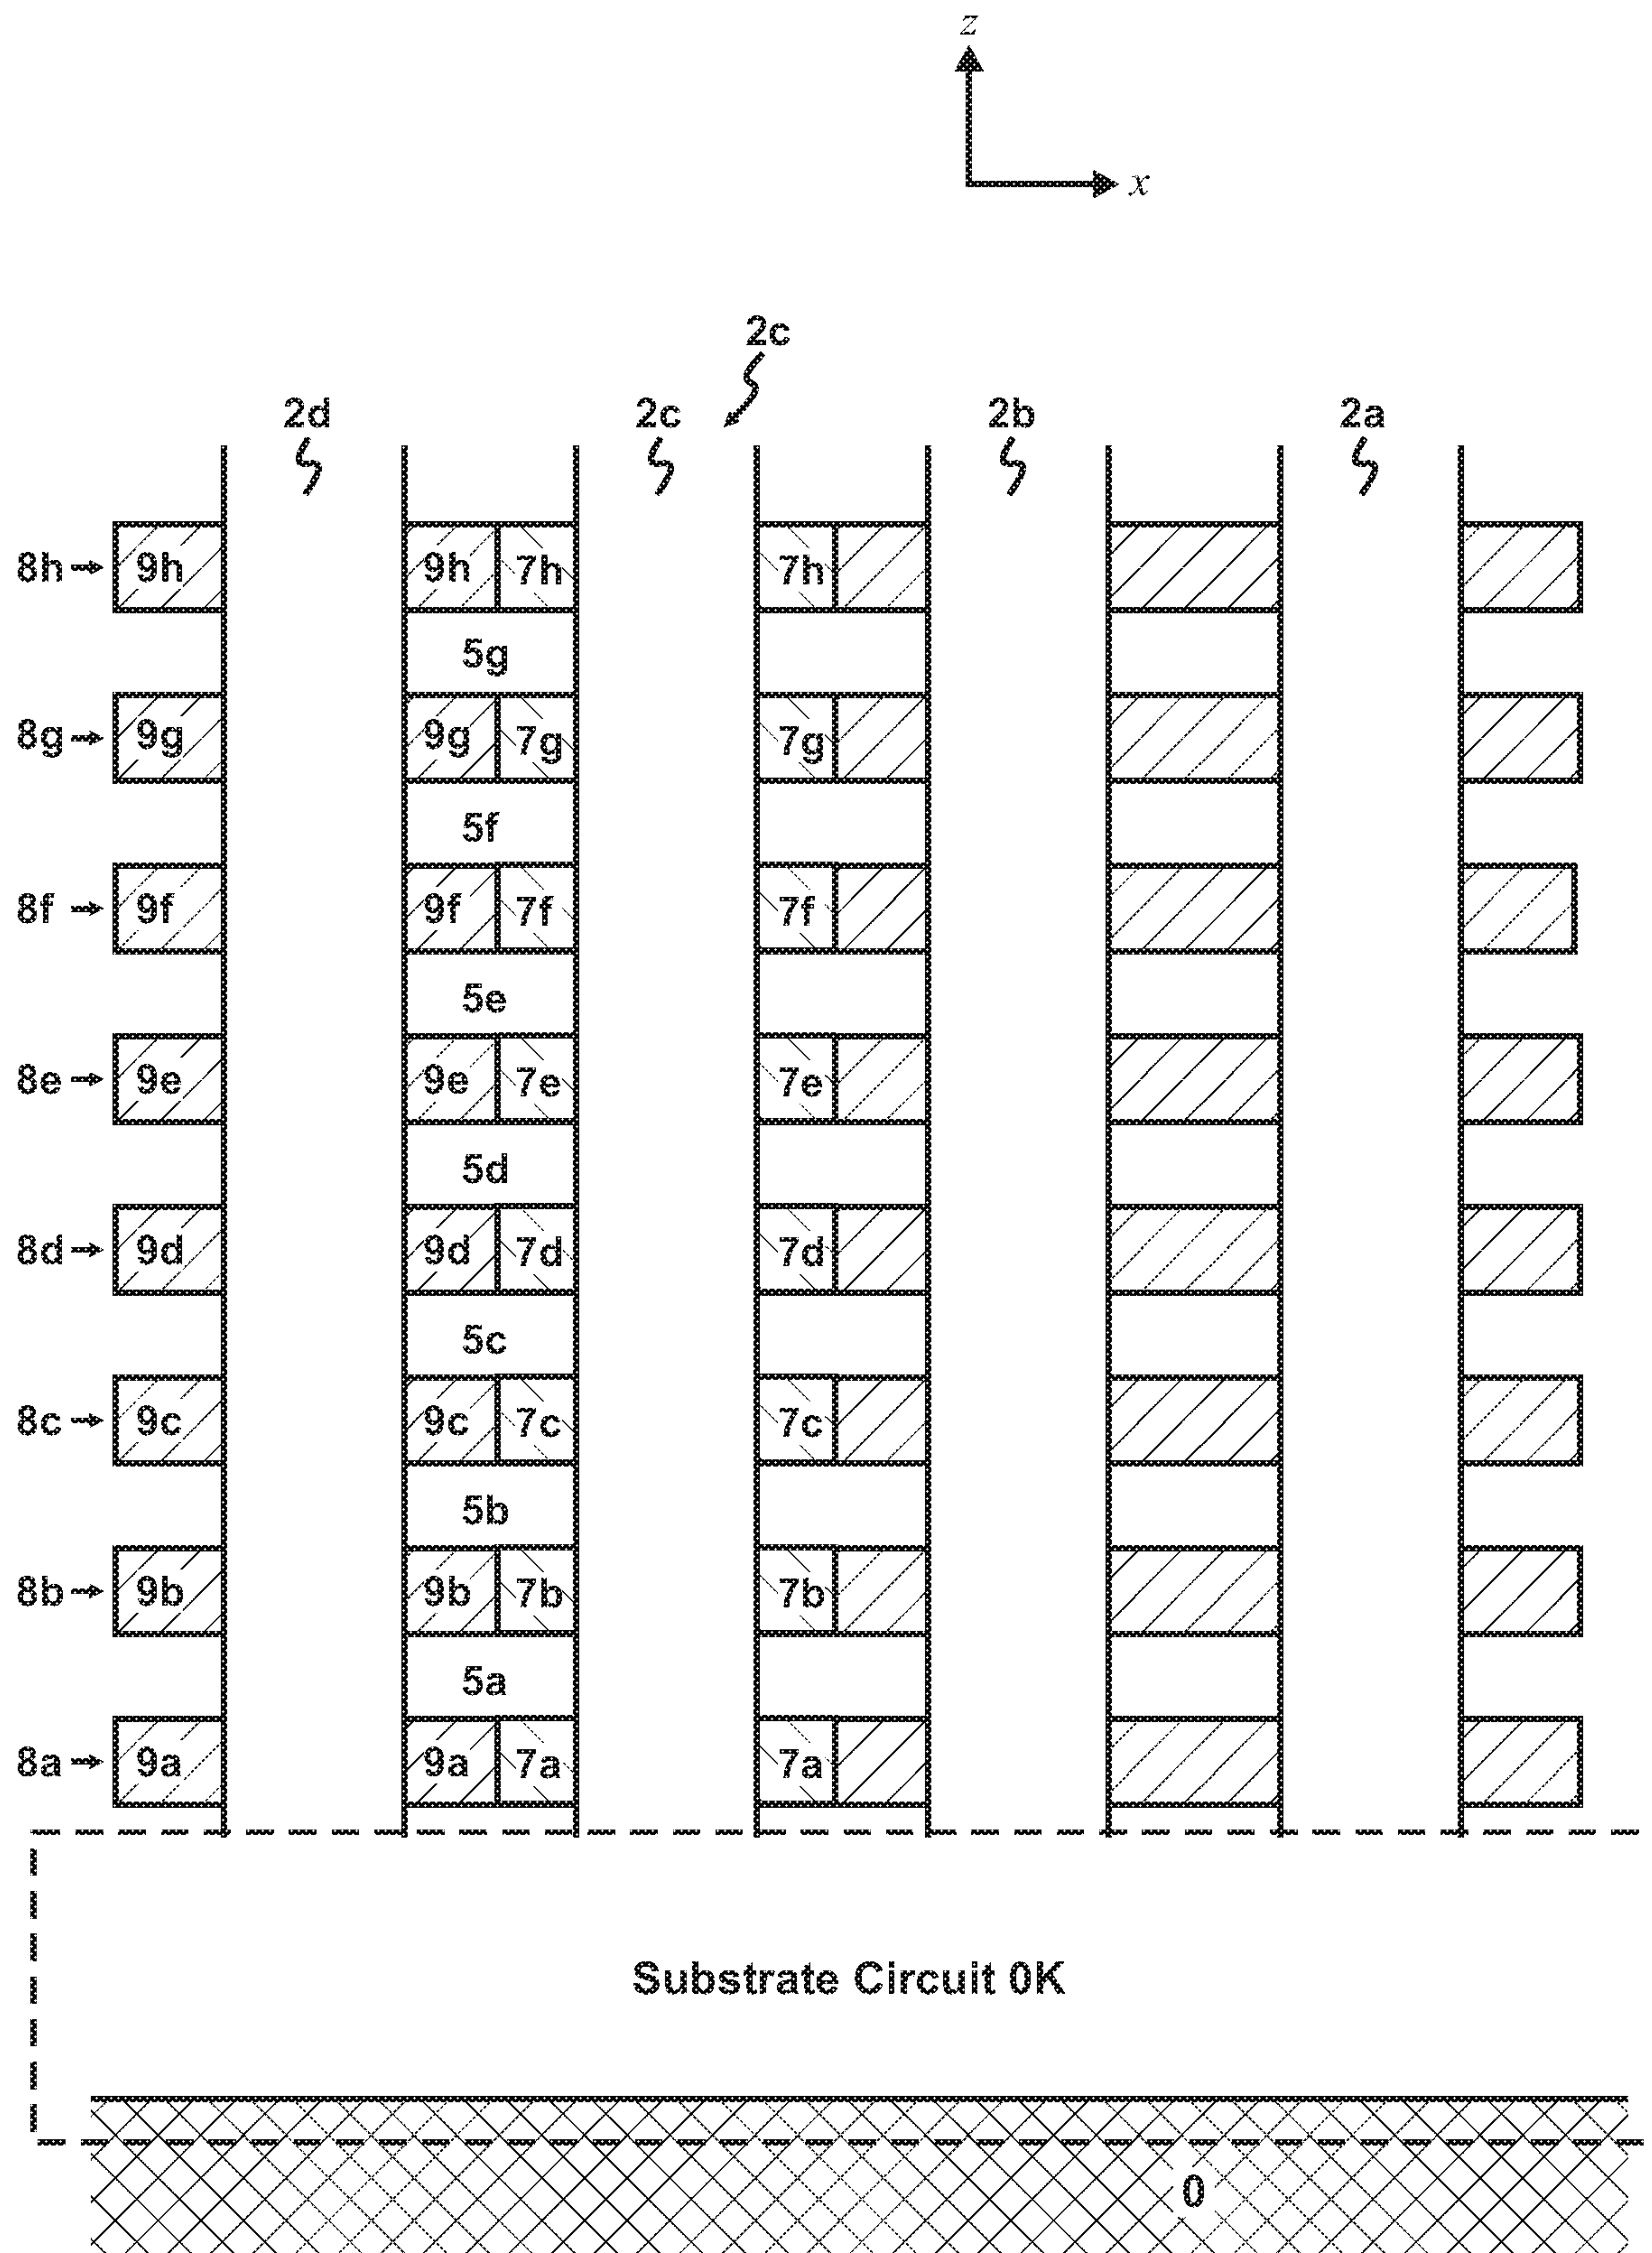 z
x
2c
2d 2c 2b 2a
8h 9h 9h 7h 7h
5g
8g 9g 9g 7g 7g
5f
8f 9f 9f 7f 7f
5e
8e 9e 9e 7e 7e
5d
8d 9d 9d 7d 7d
5c
8c 9c 9c 7c 7c
5b
8b 9b 9b 7b 7b
5a
8a 9a 9a 7a 7a
Substrate Circuit 0K
0